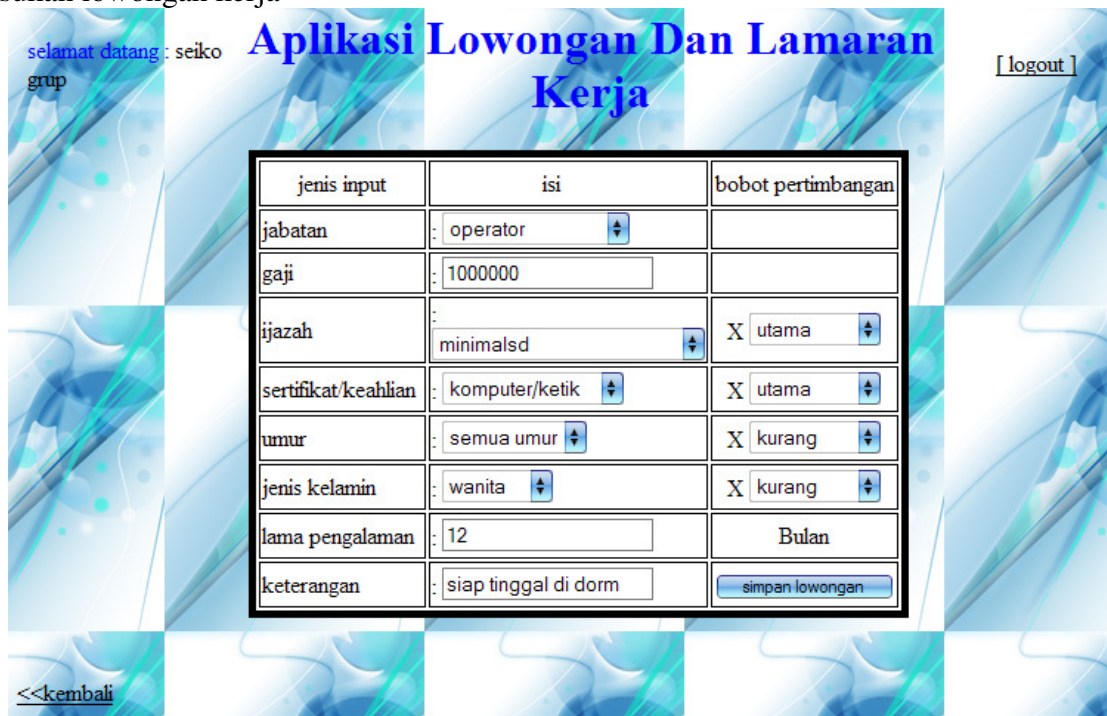 selamat datang : seiko
grup
Aplikasi Lowongan Dan Lamaran
Kerja
[ logout ]
jenis input isi bobot pertimbangan
jabatan : operator
gaji : 1000000
ijazah : minimalsd X utama
sertifikat/keahlian : komputer/ketik X utama
umur : semua umur X kurang
jenis kelamin : wanita X kurang
lama pengalaman : 12 Bulan
keterangan : siap tinggal di dorm simpan lowongan
<<kembali